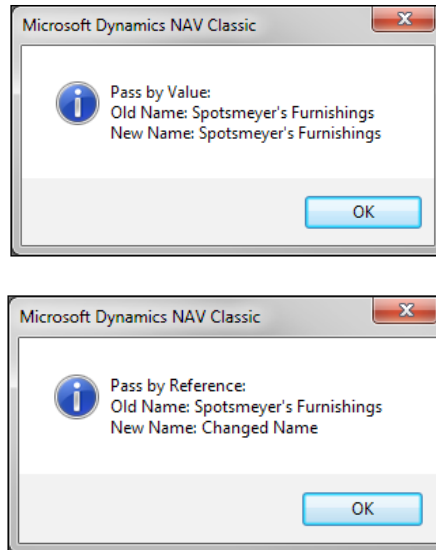 Microsoft Dynamics NAV Classic
Pass by Value:
Old Name: Spotsmeyer's Furnishings
New Name: Spotsmeyer's Furnishings
OK
Microsoft Dynamics NAV Classic
Pass by Reference:
Old Name: Spotsmeyer's Furnishings
New Name: Changed Name
OK